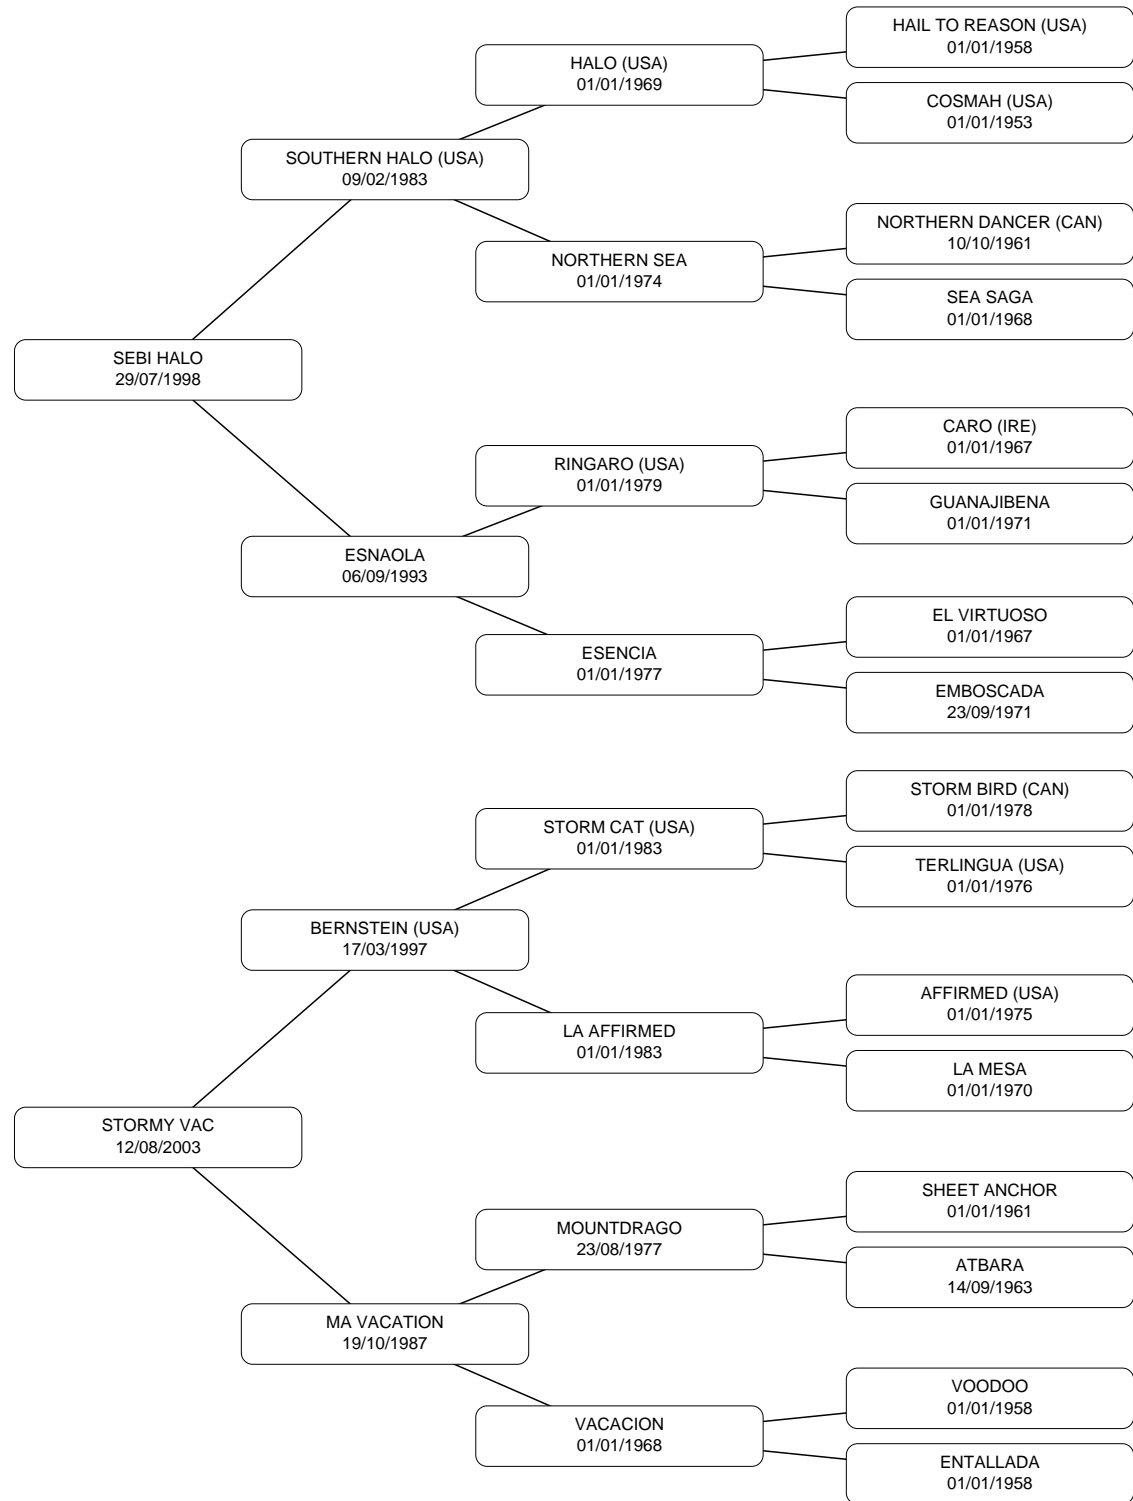 HAIL TO REASON (USA)
01/01/1958
HALO (USA)
01/01/1969
COSMAH (USA)
01/01/1953
SOUTHERN HALO (USA)
09/02/1983
NORTHERN DANCER (CAN)
10/10/1961
NORTHERN SEA
01/01/1974
SEA SAGA
01/01/1968
SEBI HALO
29/07/1998
CARO (IRE)
01/01/1967
RINGARO (USA)
01/01/1979
GUANAJIBENA
01/01/1971
ESNAOLA
06/09/1993
EL VIRTUOSO
01/01/1967
ESENCIA
01/01/1977
EMBOSCADA
23/09/1971
STORM BIRD (CAN)
01/01/1978
STORM CAT (USA)
01/01/1983
TERLINGUA (USA)
01/01/1976
BERNSTEIN (USA)
17/03/1997
AFFIRMED (USA)
01/01/1975
LA AFFIRMED
01/01/1983
LA MESA
01/01/1970
STORMY VAC
12/08/2003
SHEET ANCHOR
01/01/1961
MOUNTDRAGO
23/08/1977
ATBARA
14/09/1963
MA VACATION
19/10/1987
VOODOO
01/01/1958
VACACION
01/01/1968
ENTALLADA
01/01/1958